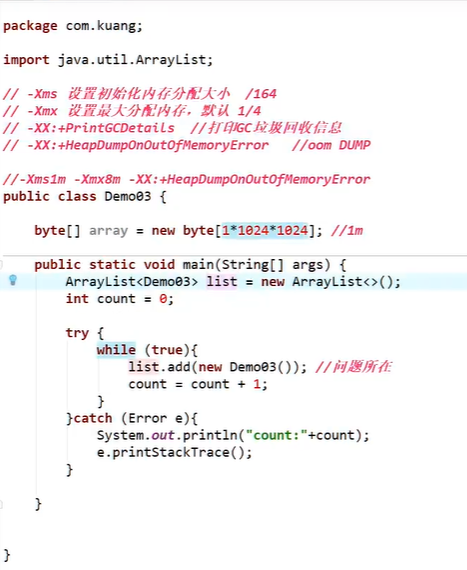 package com.kuang;
import java.util.ArrayList;
// -Xms 设置初始化内存分配大小 /164
// -Xmx 设置最大分配内存，默认 1/4
// -XX:+PrintGCDetails //打印GC垃圾回收信息
// -XX:+HeapDumpOnOutOfMemoryError //oom DUMP
//-Xms1m -Xmx8m -XX:+HeapDumpOnOutOfMemoryError
public class Demo03 {
byte[] array = new byte[1*1024*1024]; //1m
public static void main(String[] args) {
ArrayList<Demo03> list = new ArrayList<>();
int count = 0;
try {
while (true){
list.add(new Demo03()); //问题所在
count = count + 1;
}
}catch (Error e){
System.out.println("count:"+count);
e.printStackTrace();
}
}
}